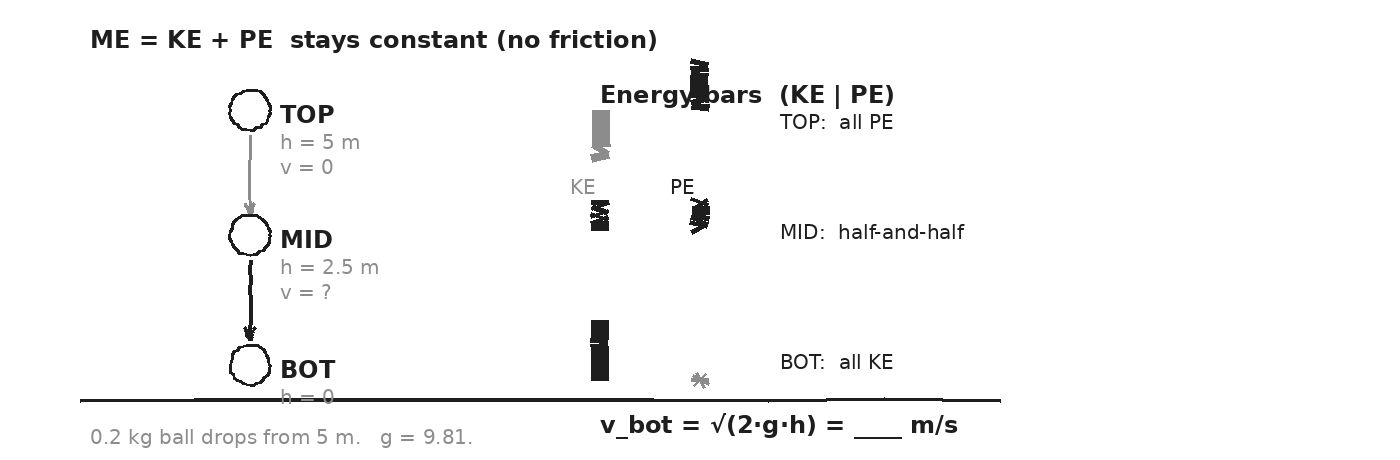 ME = KE + PE  stays constant (no friction)
Energy bars  (KE | PE)
TOP
h = 5 m
v = 0
TOP:  all PE
KE
PE
MID
h = 2.5 m
v = ?
MID:  half-and-half
BOT
h = 0
BOT:  all KE
v_bot = √(2·g·h) = ____ m/s
0.2 kg ball drops from 5 m.   g = 9.81.